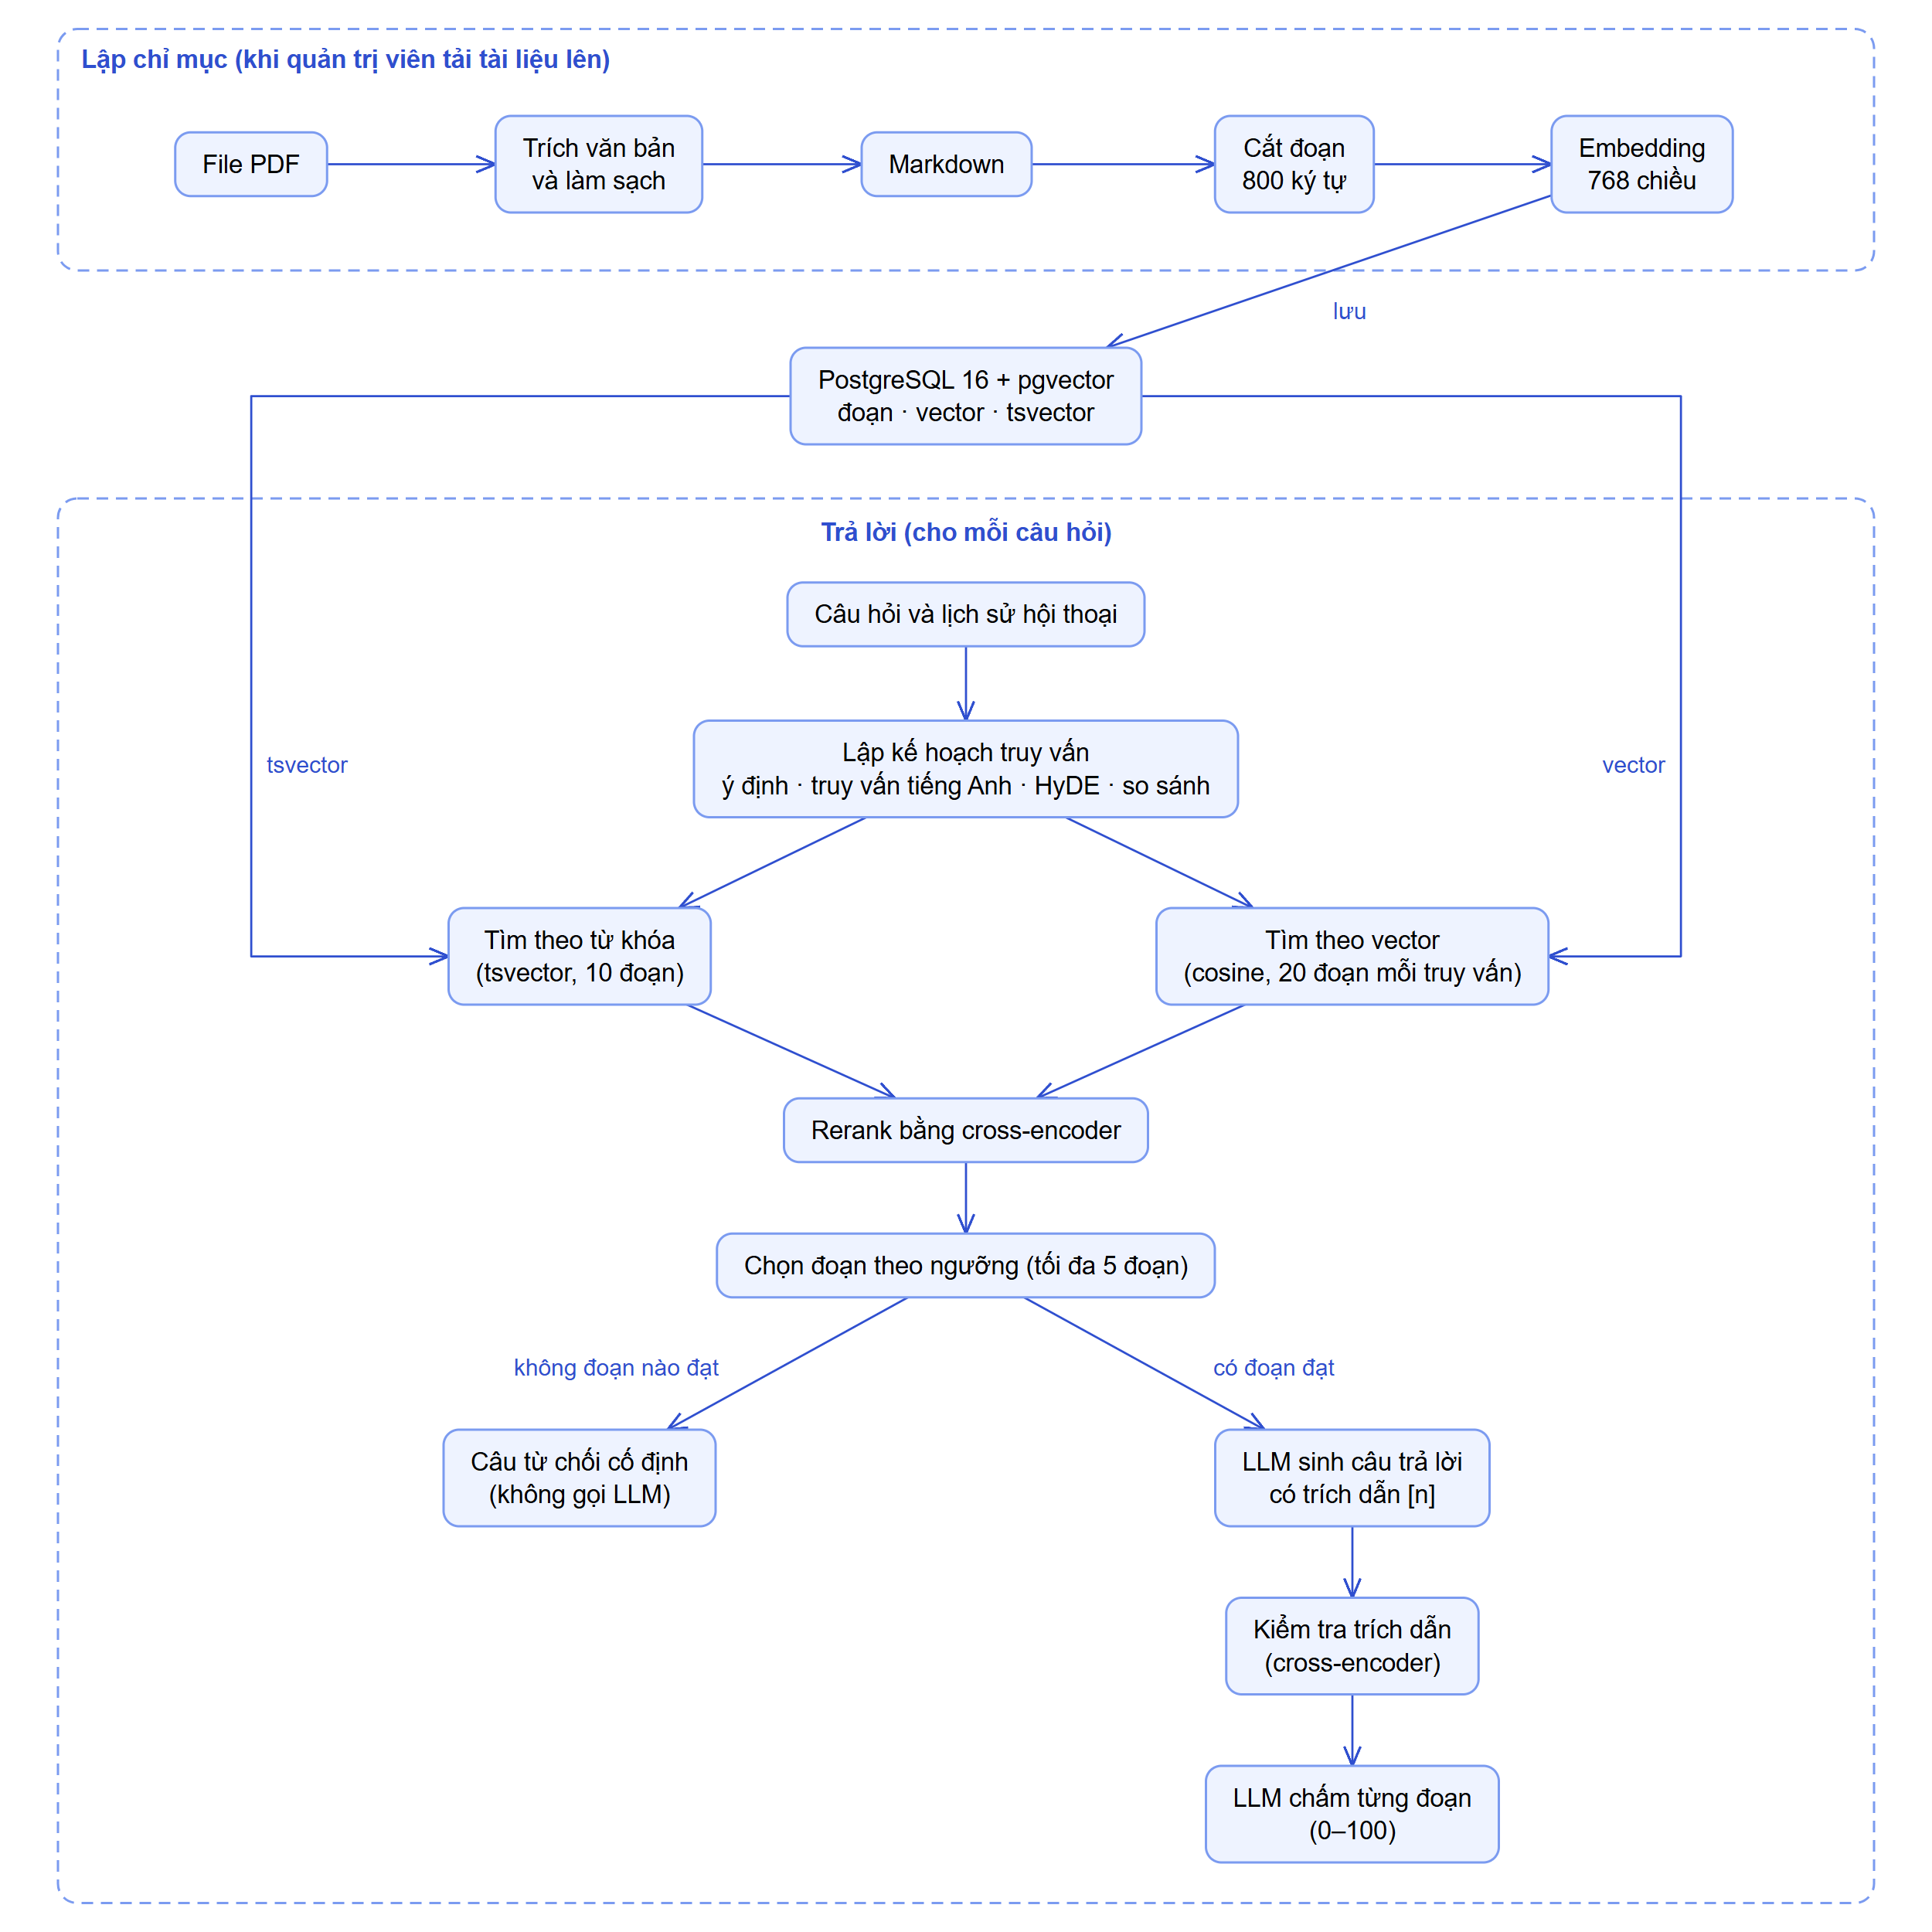 Lập chỉ mục (khi quản trị viên tải tài liệu lên)
File PDF
Trích văn bản
và làm sạch
Markdown
Cắt đoạn
800 ký tự
Embedding
768 chiều
lưu
PostgreSQL 16 + pgvector
đoạn · vector · tsvector
Trả lời (cho mỗi câu hỏi)
Câu hỏi và lịch sử hội thoại
Lập kế hoạch truy vấn
ý định · truy vấn tiếng Anh · HyDE · so sánh
tsvector
vector
Tìm theo từ khóa
(tsvector, 10 đoạn)
Tìm theo vector
(cosine, 20 đoạn mỗi truy vấn)
Rerank bằng cross-encoder
Chọn đoạn theo ngưỡng (tối đa 5 đoạn)
không đoạn nào đạt
có đoạn đạt
Câu từ chối cố định
(không gọi LLM)
LLM sinh câu trả lời
có trích dẫn [n]
Kiểm tra trích dẫn
(cross-encoder)
LLM chấm từng đoạn
(0–100)